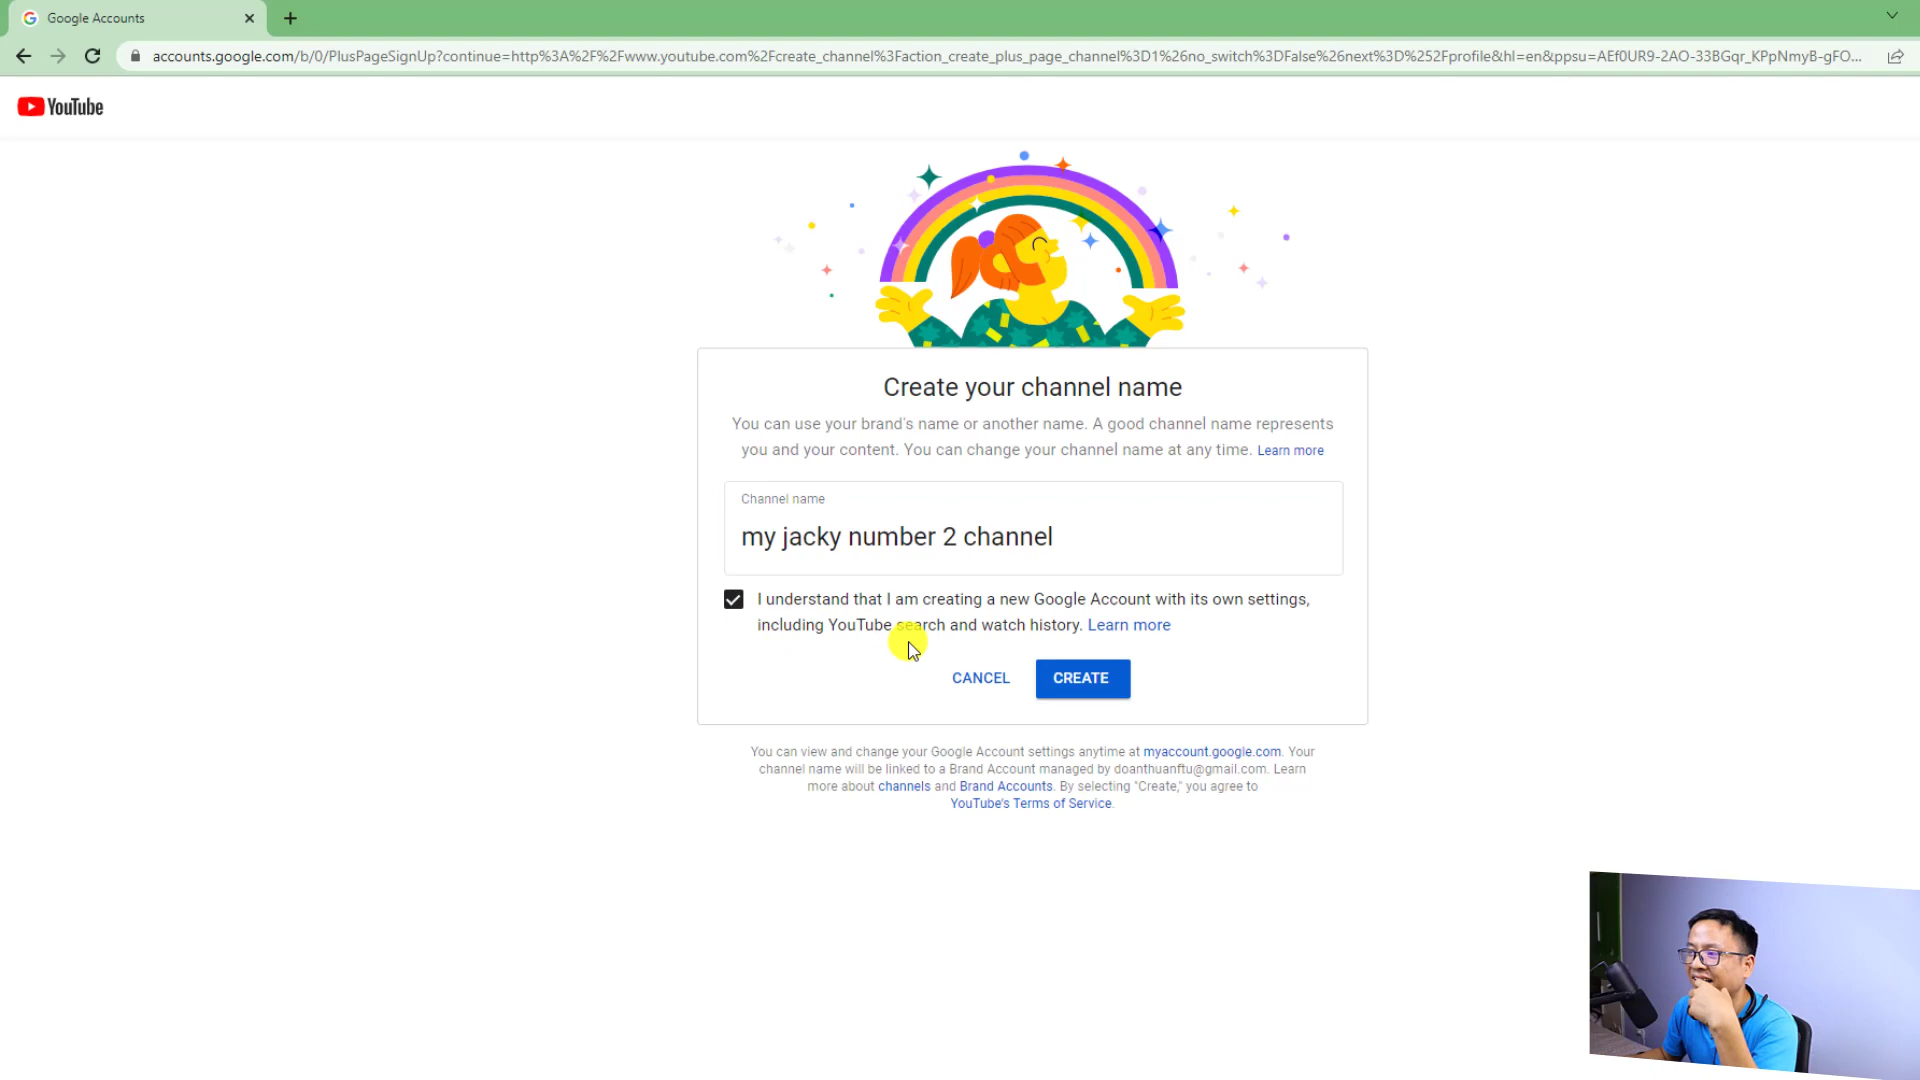 Google Accounts
accounts.google.com/b/0/PlusPageSignUp?continue=http%3A%2F%2Fwww.youtube.com%2Fcreate_channel%3Faction_create_plus_page_channel%3D1%26no_switch%3DFalse%26next%3D%252Fprofile&hl=en&ppsu=AEf0UR9-2AO-33BGqr_KPpNmyB-gFO...
YouTube
Create your channel name
You can use your brand's name or another name. A good channel name represents
you and your content. You can change your channel name at any time. Learn more
Channel name
my jacky number 2 channel
I understand that I am creating a new Google Account with its own settings,
including YouTube search and watch history. Learn more
CANCEL CREATE
You can view and change your Google Account settings anytime at myaccount.google.com. Your
channel name will be linked to a Brand Account managed by doanthuanftu@gmail.com. Learn
more about channels and Brand Accounts. By selecting "Create," you agree to
YouTube's Terms of Service.